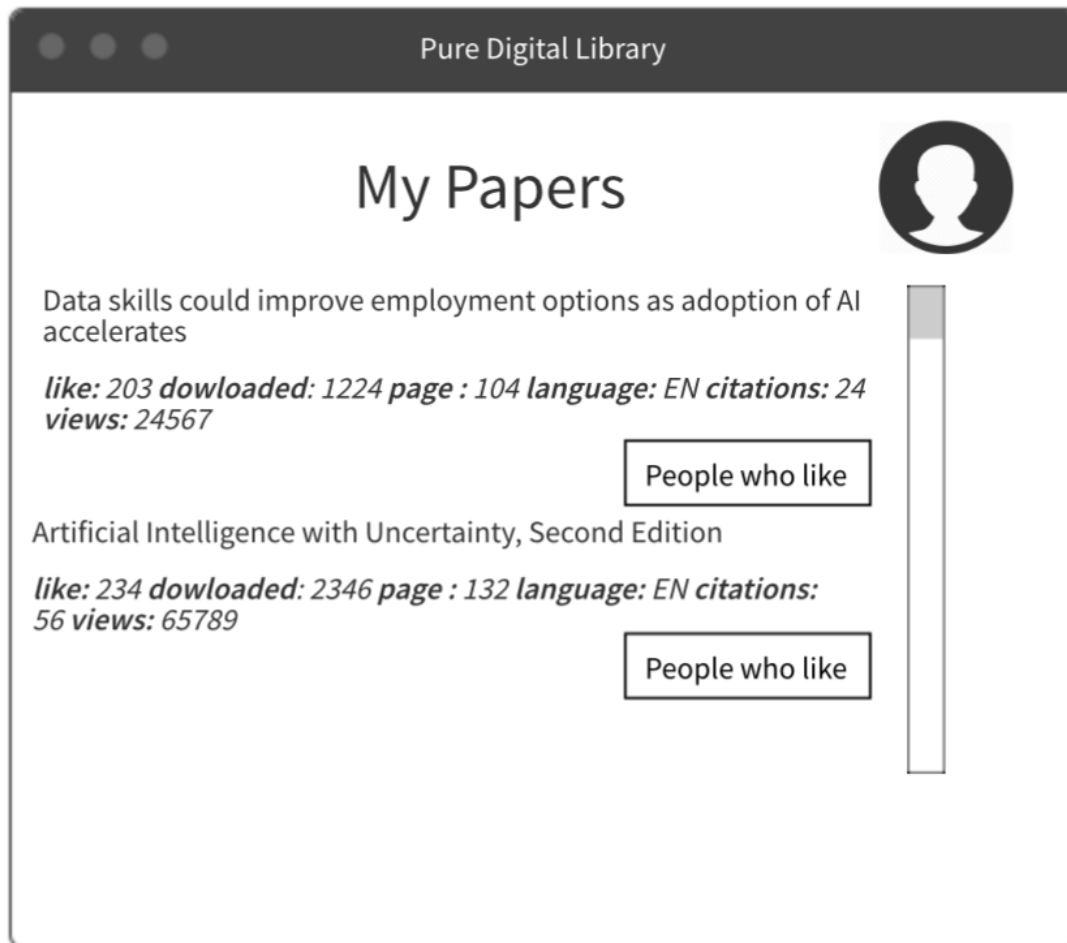 Pure Digital Library
My Papers
Data skills could improve employment options as adoption of AI
accelerates
like: 203 dowloaded: 1224 page : 104 language: EN citations: 24
views: 24567
People who like
Artificial Intelligence with Uncertainty, Second Edition
like: 234 dowloaded: 2346 page : 132 language: EN citations:
56 views: 65789
People who like